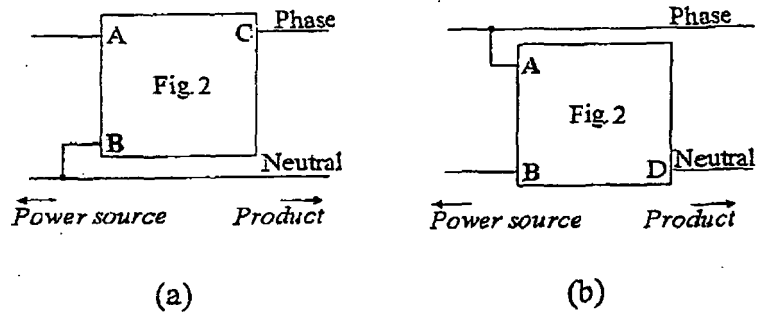 Phase
A
C
Fig. 2
B
Neutral
Power source
Product
(a)
Phase
A
Fig. 2
B
D
Neutral
Power source
Product
(b)